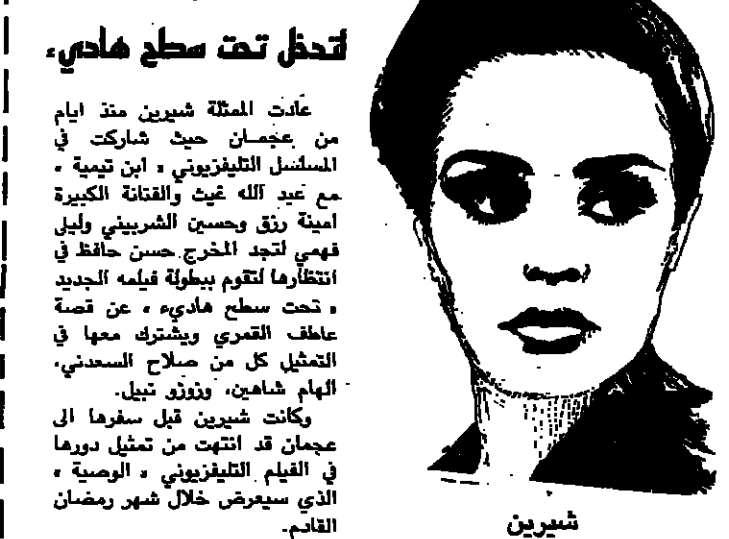 لتدخل تحت سطح هاديء
عادت الممثلة شيرين منذ ايام
من عجمان حيث شاركت في
المسلسل التليفزيوني « ابن تيمية »
مع عبد الله غيث والفنانة الكبيرة
امينة رزق وحسين الشربيني وليلى
فهمي لتجد المخرج حسن حافظ في
انتظارها لتقوم ببطولة فيلمه الجديد
« تحت سطح هاديء » عن قصة
عاطف القمري ويشترك معها في
التمثيل كل من صلاح السعدني،
الهام شاهين، وزوزو نبيل.
وكانت شيرين قبل سفرها الى
عجمان قد انتهت من تمثيل دورها
في الفيلم التليفزيوني « الوصية »
الذي سيعرض خلال شهر رمضان
القادم.
شيرين